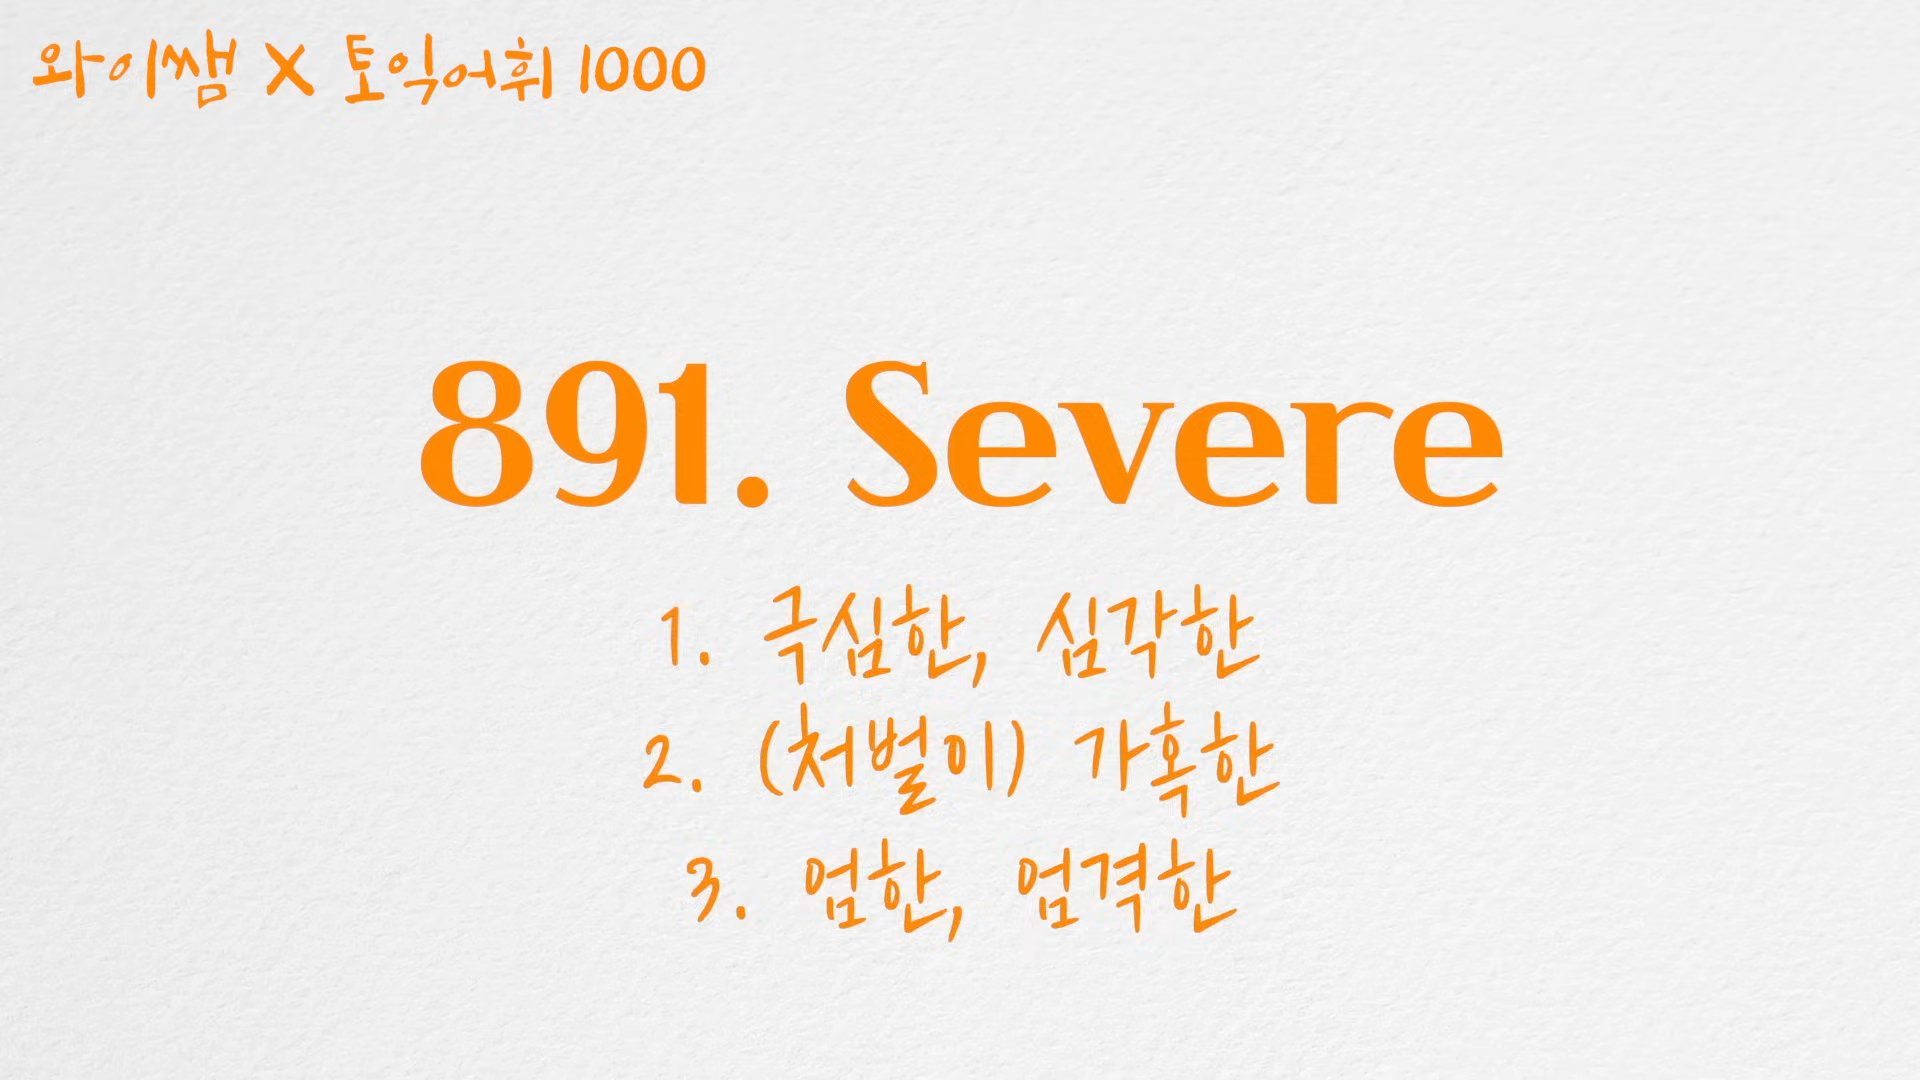 와이쌤 X 토익어휘 1000
891. Severe
1. 극심한, 심각한
2. (처벌이) 가혹한
3. 엄한, 엄격한